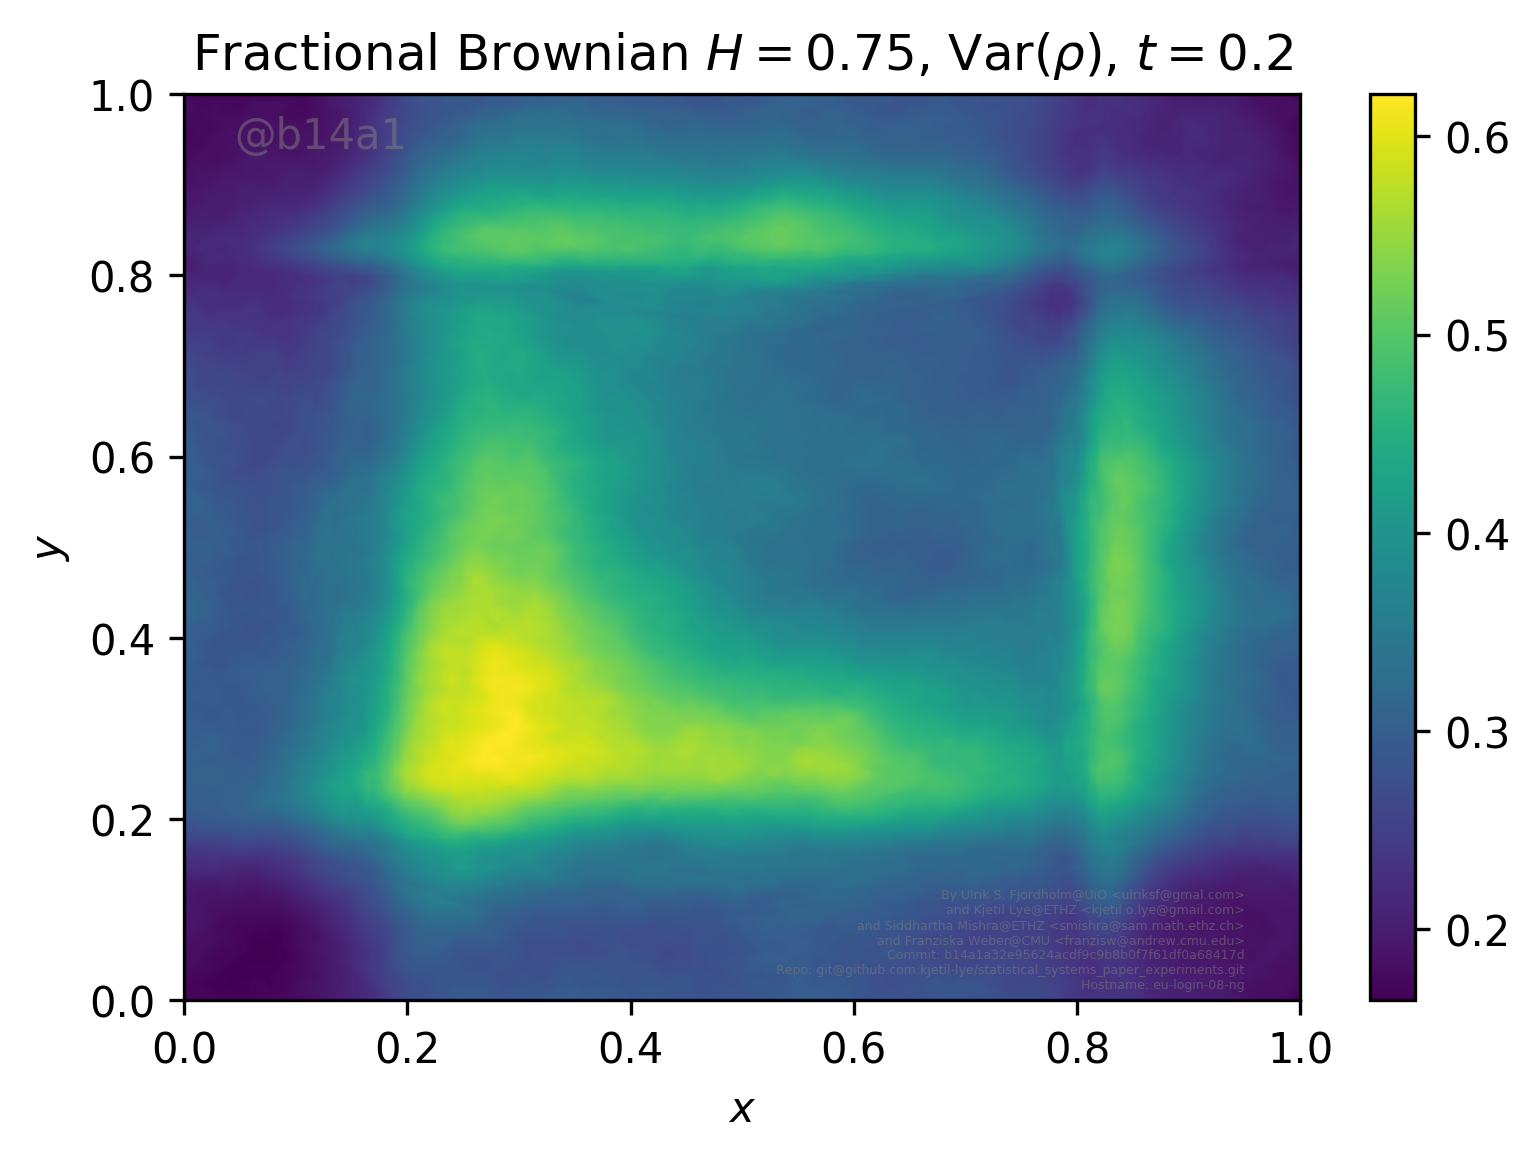 Fractional Brownian H = 0.75, Var(ρ), t = 0.2
1.0
0.8
0.6
0.4
0.2
0.0
y
@b14a1
By Ulrik S. Fjordholm@UiO <ulriksf@gmal.com>
and Kjetil Lye@ETHZ <kjetil.o.lye@gmail.com>
and Siddhartha Mishra@ETHZ <smishra@sam.math.ethz.ch>
and Franziska Weber@CMU <franzisw@andrew.cmu.edu>
Commit: b14a1a32e95624acdf9c9b8b0f7f61df0a68417d
Repo: git@github.com:kjetil-lye/statistical_systems_paper_experiments.git
Hostname: eu-login-08-ng
0.0 0.2 0.4 0.6 0.8 1.0
x
0.6
0.5
0.4
0.3
0.2